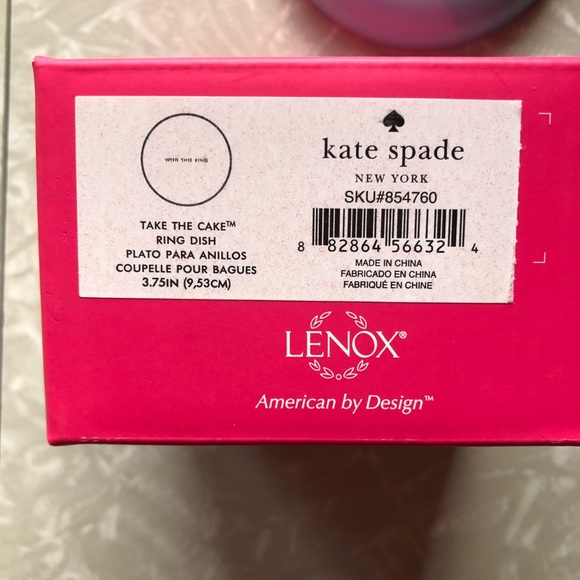 WITH THIS RING
TAKE THE CAKE™
RING DISH
PLATO PARA ANILLOS
COUPELLE POUR BAGUES
3.75IN (9,53CM)
kate spade
NEW YORK
SKU#854760
8 82864 56632 4
MADE IN CHINA
FABRICADO EN CHINA
FABRIQUÉ EN CHINE
LENOX®
American by Design™